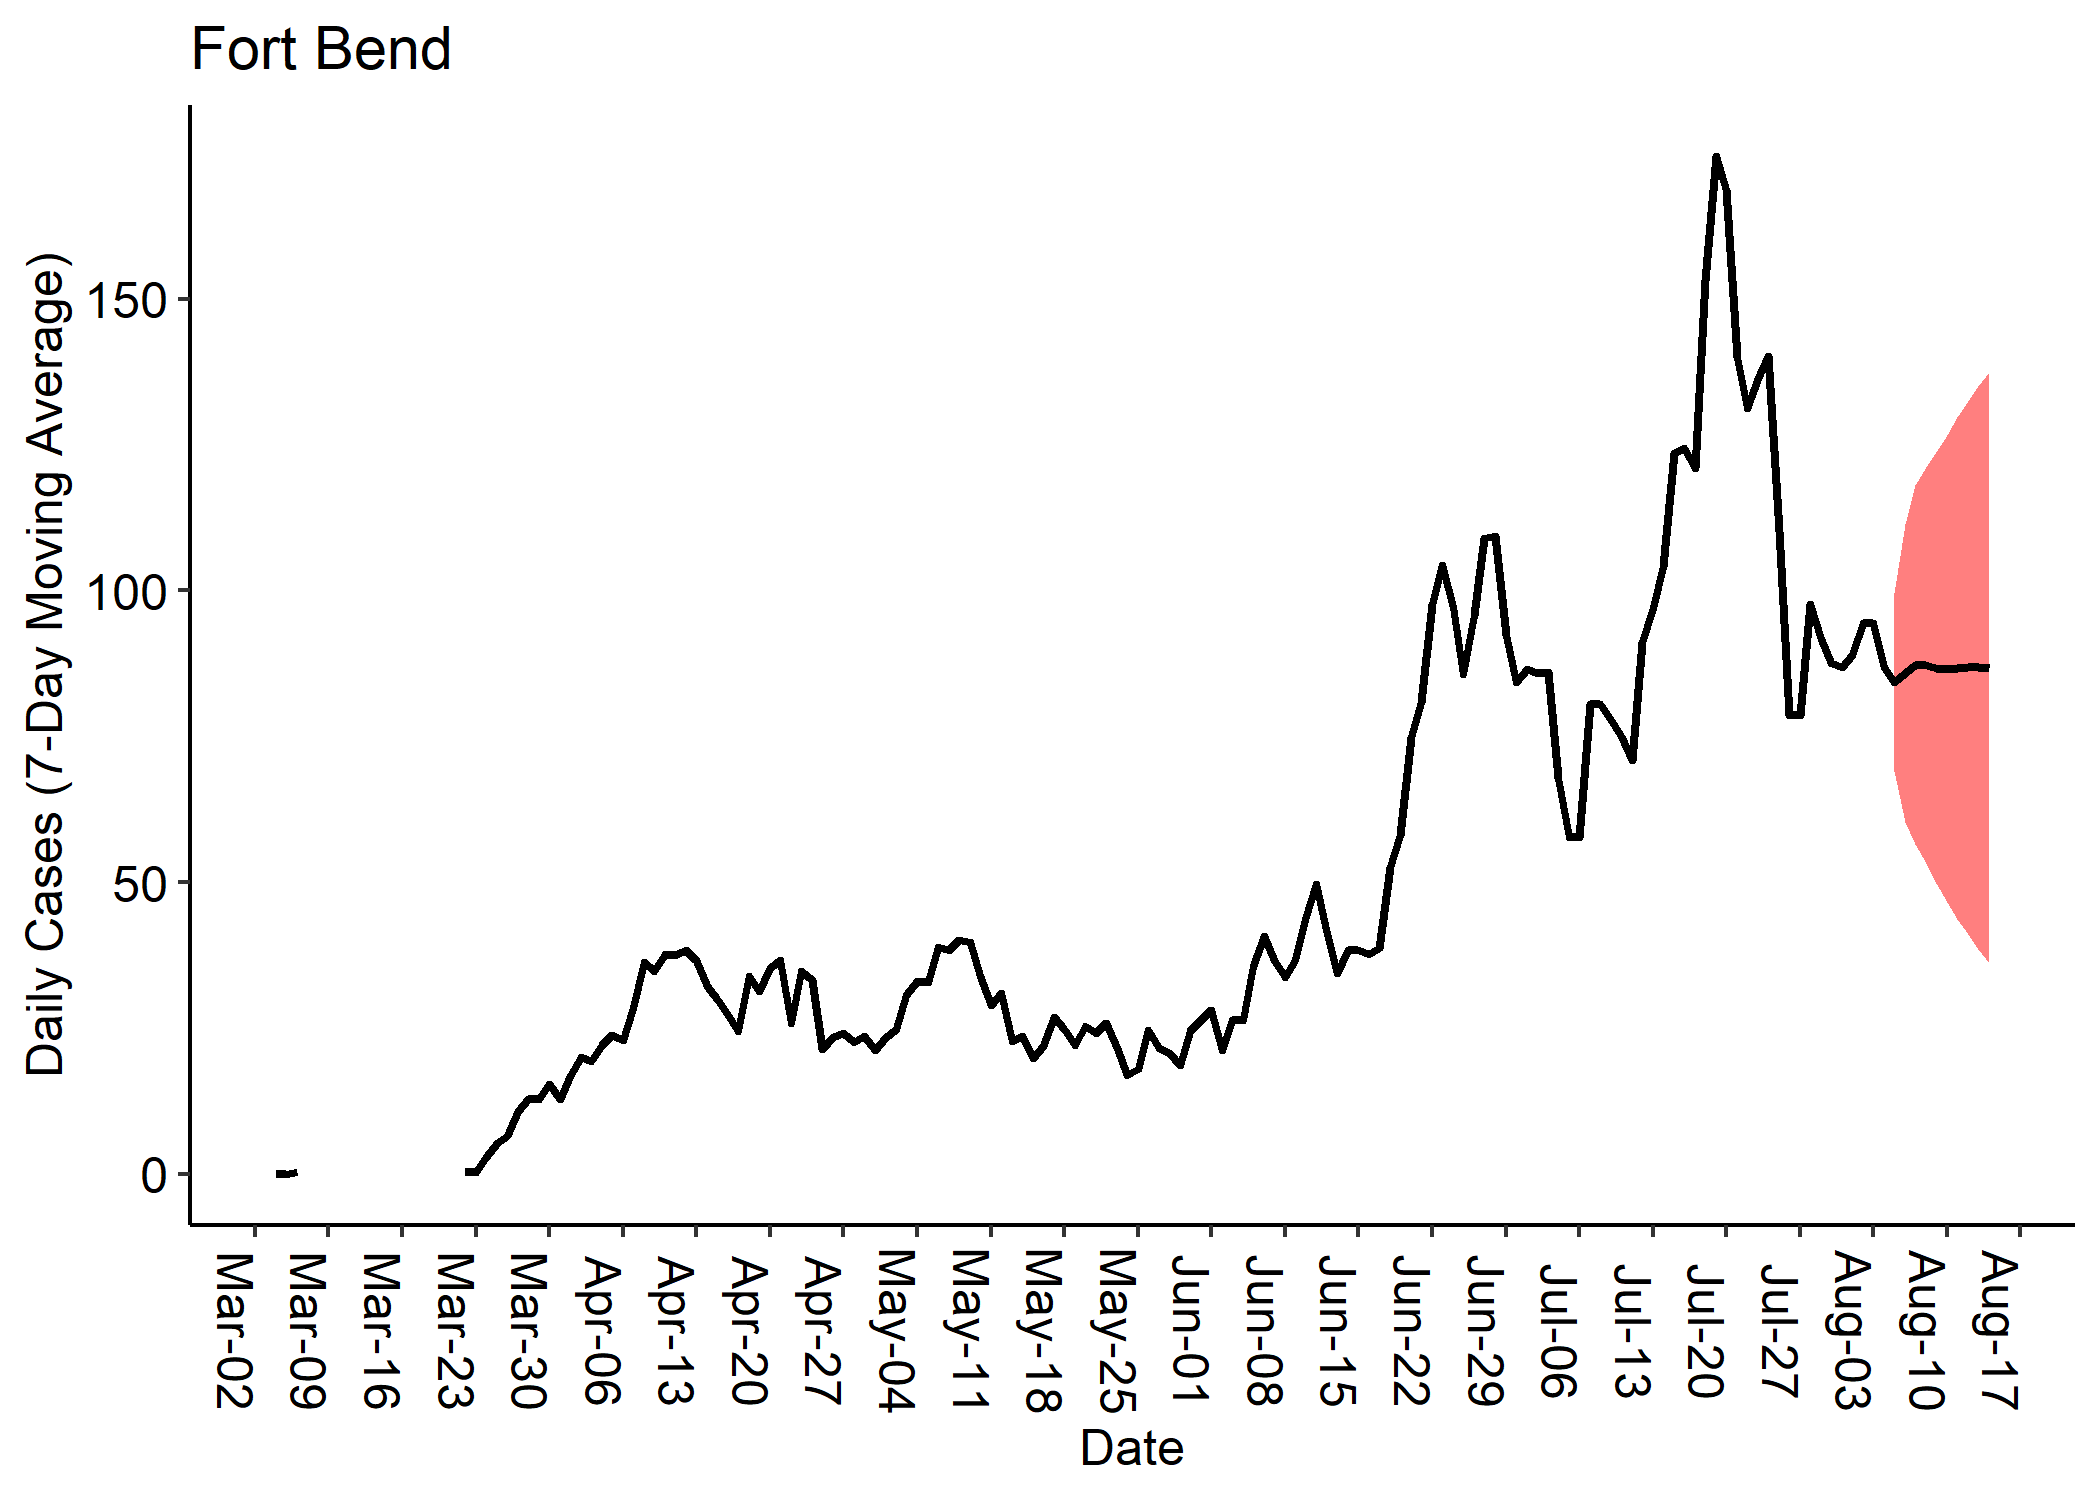 Fort Bend
Daily Cases (7-Day Moving Average)
150
100
50
0
Mar-02
Mar-09
Mar-16
Mar-23
Mar-30
Apr-06
Apr-13
Apr-20
Apr-27
May-04
May-11
May-18
May-25
Jun-01
Jun-08
Jun-15
Jun-22
Jun-29
Jul-06
Jul-13
Jul-20
Jul-27
Aug-03
Aug-10
Aug-17
Date